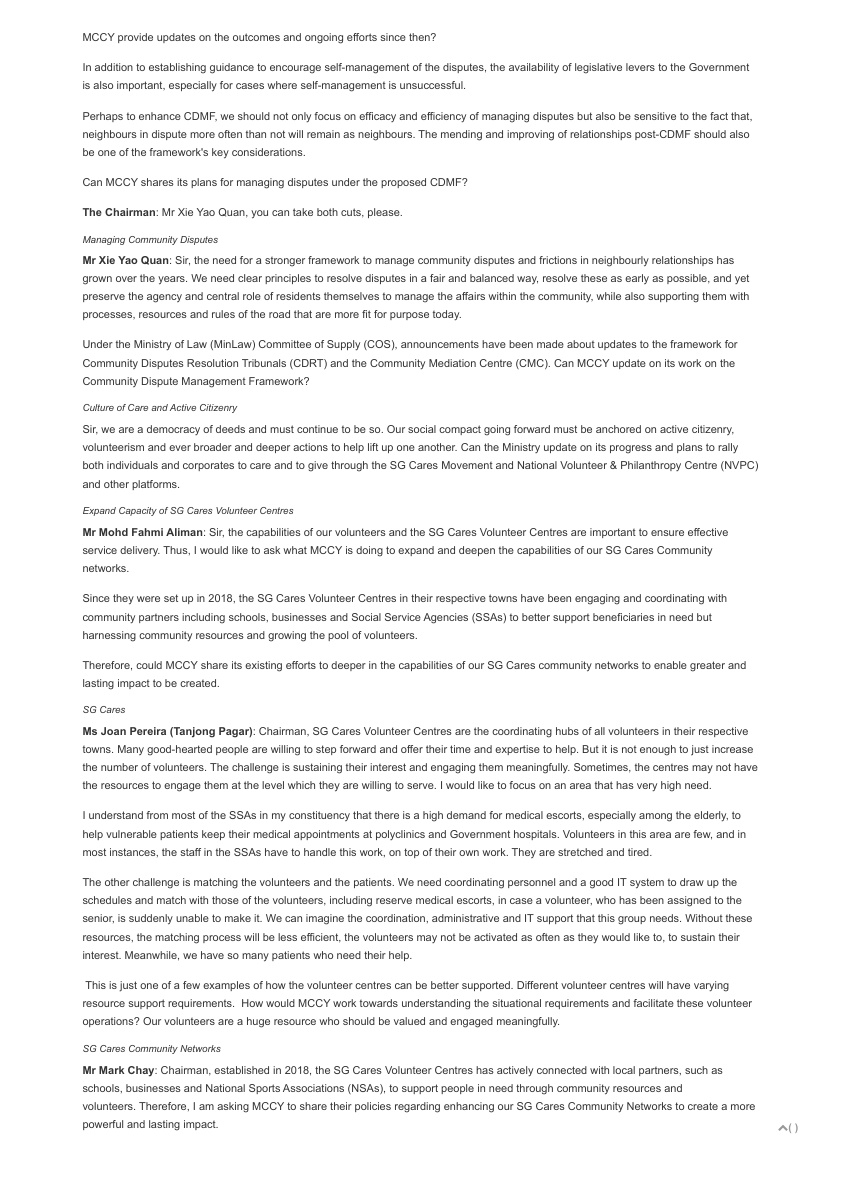 MCCY provide updates on the outcomes and ongoing efforts since then?
In addition to establishing guidance to encourage self-management of the disputes, the availability of legislative levers to the Government
is also important, especially for cases where self-management is unsuccessful.
Perhaps to enhance CDMF, we should not only focus on efficacy and efficiency of managing disputes but also be sensitive to the fact that,
neighbours in dispute more often than not will remain as neighbours. The mending and improving of relationships post-CDMF should also
be one of the framework's key considerations.
Can MCCY shares its plans for managing disputes under the proposed CDMF?
The Chairman: Mr Xie Yao Quan, you can take both cuts, please.
Managing Community Disputes
Mr Xie Yao Quan: Sir, the need for a stronger framework to manage community disputes and frictions in neighbourly relationships has
grown over the years. We need clear principles to resolve disputes in a fair and balanced way, resolve these as early as possible, and yet
preserve the agency and central role of residents themselves to manage the affairs within the community, while also supporting them with
processes, resources and rules of the road that are more fit for purpose today.
Under the Ministry of Law (MinLaw) Committee of Supply (COS), announcements have been made about updates to the framework for
Community Disputes Resolution Tribunals (CDRT) and the Community Mediation Centre (CMC). Can MCCY update on its work on the
Community Dispute Management Framework?
Culture of Care and Active Citizenry
Sir, we are a democracy of deeds and must continue to be so. Our social compact going forward must be anchored on active citizenry,
volunteerism and ever broader and deeper actions to help lift up one another. Can the Ministry update on its progress and plans to rally
both individuals and corporates to care and to give through the SG Cares Movement and National Volunteer & Philanthropy Centre (NVPC)
and other platforms.
Expand Capacity of SG Cares Volunteer Centres
Mr Mohd Fahmi Aliman: Sir, the capabilities of our volunteers and the SG Cares Volunteer Centres are important to ensure effective
service delivery. Thus, I would like to ask what MCCY is doing to expand and deepen the capabilities of our SG Cares Community
networks.
Since they were set up in 2018, the SG Cares Volunteer Centres in their respective towns have been engaging and coordinating with
community partners including schools, businesses and Social Service Agencies (SSAs) to better support beneficiaries in need but
harnessing community resources and growing the pool of volunteers.
Therefore, could MCCY share its existing efforts to deeper in the capabilities of our SG Cares community networks to enable greater and
lasting impact to be created.
SG Cares
Ms Joan Pereira (Tanjong Pagar): Chairman, SG Cares Volunteer Centres are the coordinating hubs of all volunteers in their respective
towns. Many good-hearted people are willing to step forward and offer their time and expertise to help. But it is not enough to just increase
the number of volunteers. The challenge is sustaining their interest and engaging them meaningfully. Sometimes, the centres may not have
the resources to engage them at the level which they are willing to serve. I would like to focus on an area that has very high need.
I understand from most of the SSAs in my constituency that there is a high demand for medical escorts, especially among the elderly, to
help vulnerable patients keep their medical appointments at polyclinics and Government hospitals. Volunteers in this area are few, and in
most instances, the staff in the SSAs have to handle this work, on top of their own work. They are stretched and tired.
The other challenge is matching the volunteers and the patients. We need coordinating personnel and a good IT system to draw up the
schedules and match with those of the volunteers, including reserve medical escorts, in case a volunteer, who has been assigned to the
senior, is suddenly unable to make it. We can imagine the coordination, administrative and IT support that this group needs. Without these
resources, the matching process will be less efficient, the volunteers may not be activated as often as they would like to, to sustain their
interest. Meanwhile, we have so many patients who need their help.
This is just one of a few examples of how the volunteer centres can be better supported. Different volunteer centres will have varying
resource support requirements. How would MCCY work towards understanding the situational requirements and facilitate these volunteer
operations? Our volunteers are a huge resource who should be valued and engaged meaningfully.
SG Cares Community Networks
Mr Mark Chay: Chairman, established in 2018, the SG Cares Volunteer Centres has actively connected with local partners, such as
schools, businesses and National Sports Associations (NSAs), to support people in need through community resources and
volunteers. Therefore, I am asking MCCY to share their policies regarding enhancing our SG Cares Community Networks to create a more
powerful and lasting impact.
( )